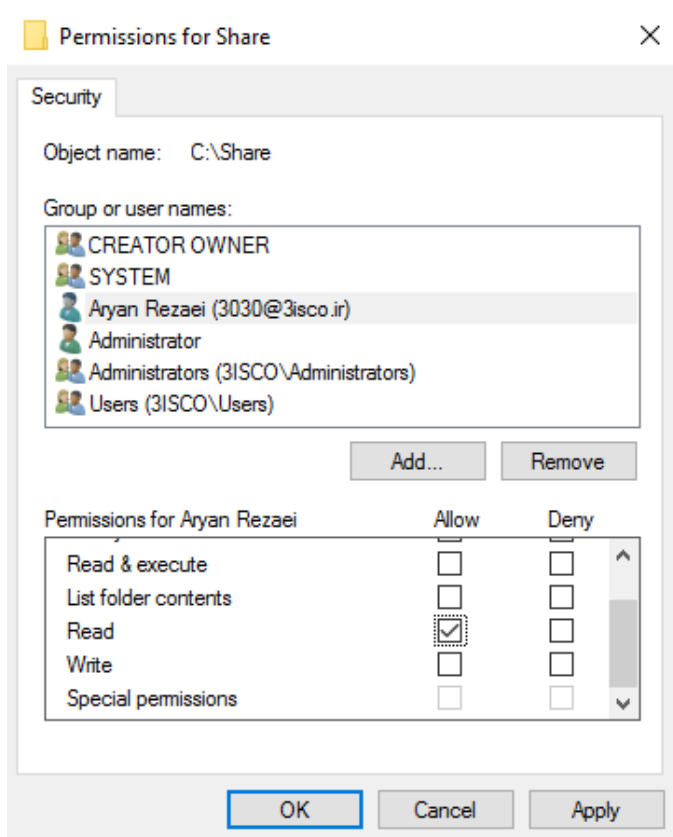 Permissions for Share
Security
Object name: C:\Share
Group or user names:
CREATOR OWNER
SYSTEM
Aryan Rezaei (3030@3isco.ir)
Administrator
Administrators (3ISCO\Administrators)
Users (3ISCO\Users)
Add... Remove
Permissions for Aryan Rezaei Allow Deny
Read & execute
List folder contents
Read
Write
Special permissions
OK Cancel Apply